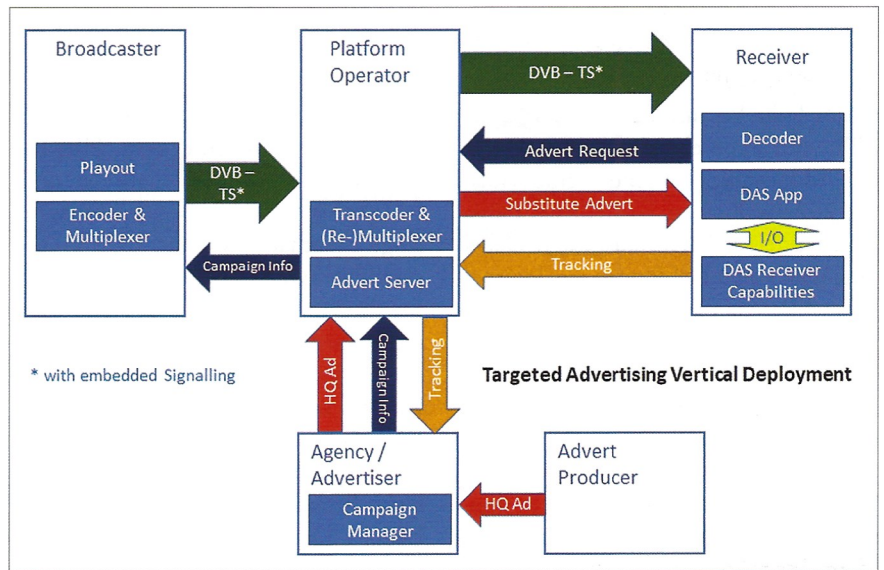 Broadcaster
Playout
Encoder &
Multiplexer
DVB –
TS*
Campaign Info
Platform
Operator
Transcoder &
(Re-)Multiplexer
Advert Server
DVB – TS*
Advert Request
Substitute Advert
Tracking
Receiver
Decoder
DAS App
I/O
DAS Receiver
Capabilities
* with embedded Signalling
HQ Ad
Campaign Info
Tracking
Targeted Advertising Vertical Deployment
Agency /
Advertiser
Campaign
Manager
HQ Ad
Advert
Producer